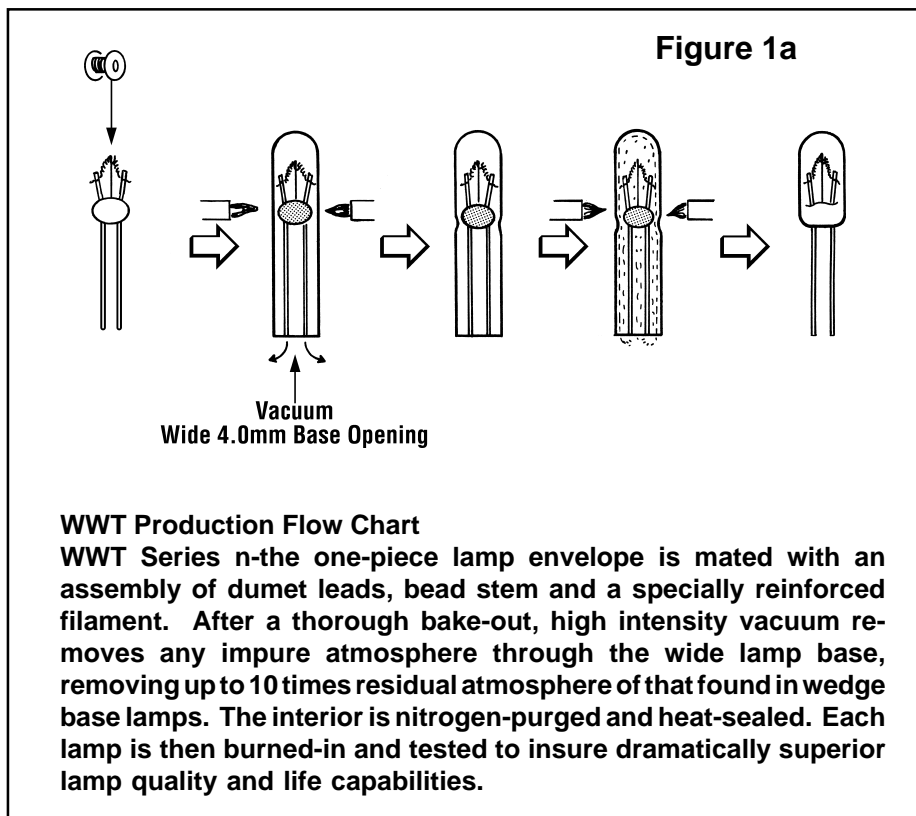 Figure 1a
Vacuum
Wide 4.0mm Base Opening
WWT Production Flow Chart
WWT Series n-the one-piece lamp envelope is mated with an
assembly of dumet leads, bead stem and a specially reinforced
filament. After a thorough bake-out, high intensity vacuum re-
moves any impure atmosphere through the wide lamp base,
removing up to 10 times residual atmosphere of that found in wedge
base lamps. The interior is nitrogen-purged and heat-sealed. Each
lamp is then burned-in and tested to insure dramatically superior
lamp quality and life capabilities.